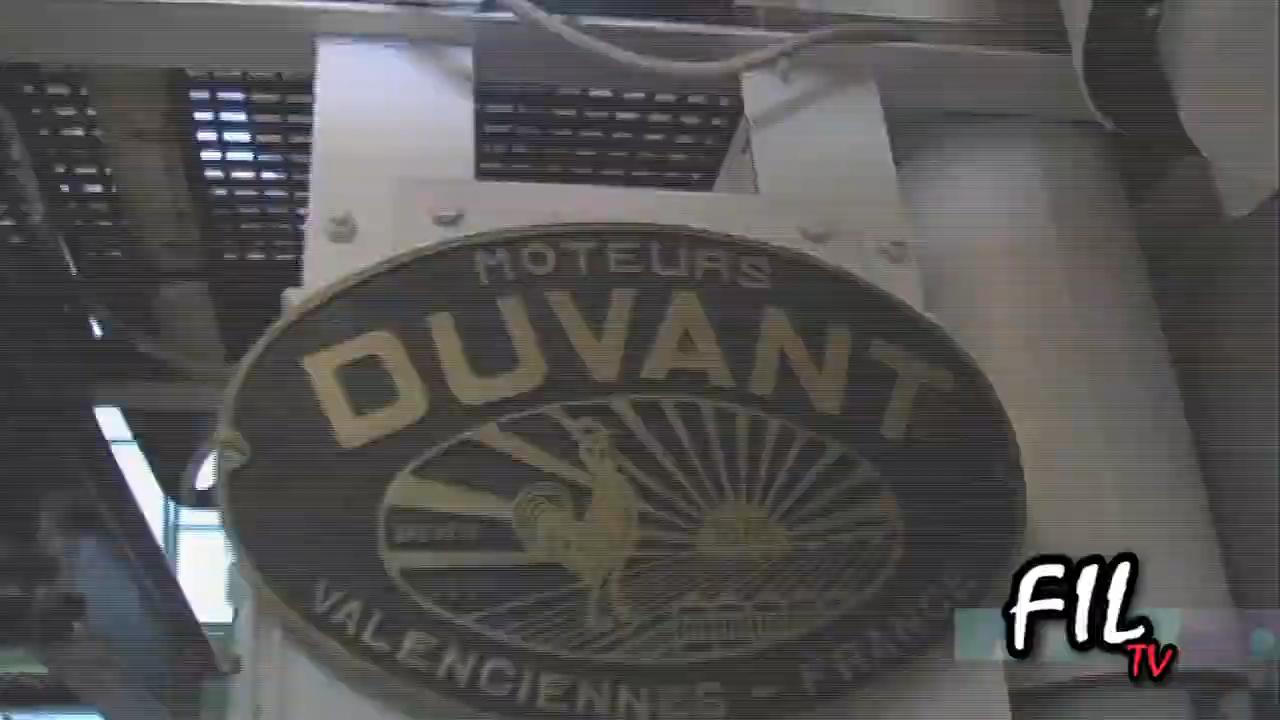 MOTEURS
DUVANT
VALENCIENNES - FRANCE
FIL
TV